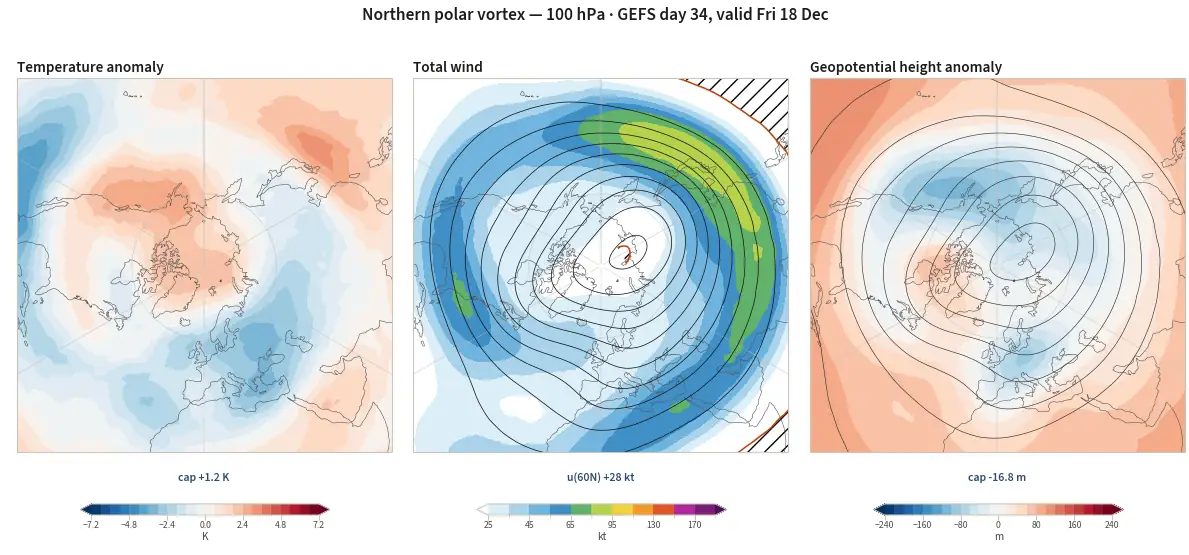 Northern polar vortex — 100 hPa · GEFS day 34, valid Fri 18 Dec
Temperature anomaly
Total wind
Geopotential height anomaly
cap +1.2 K
u(60N) +28 kt
cap -16.8 m
−7.2 −4.8 −2.4 0.0 2.4 4.8 7.2
K
25 45 65 95 130 170
kt
−240 −160 −80 0 80 160 240
m